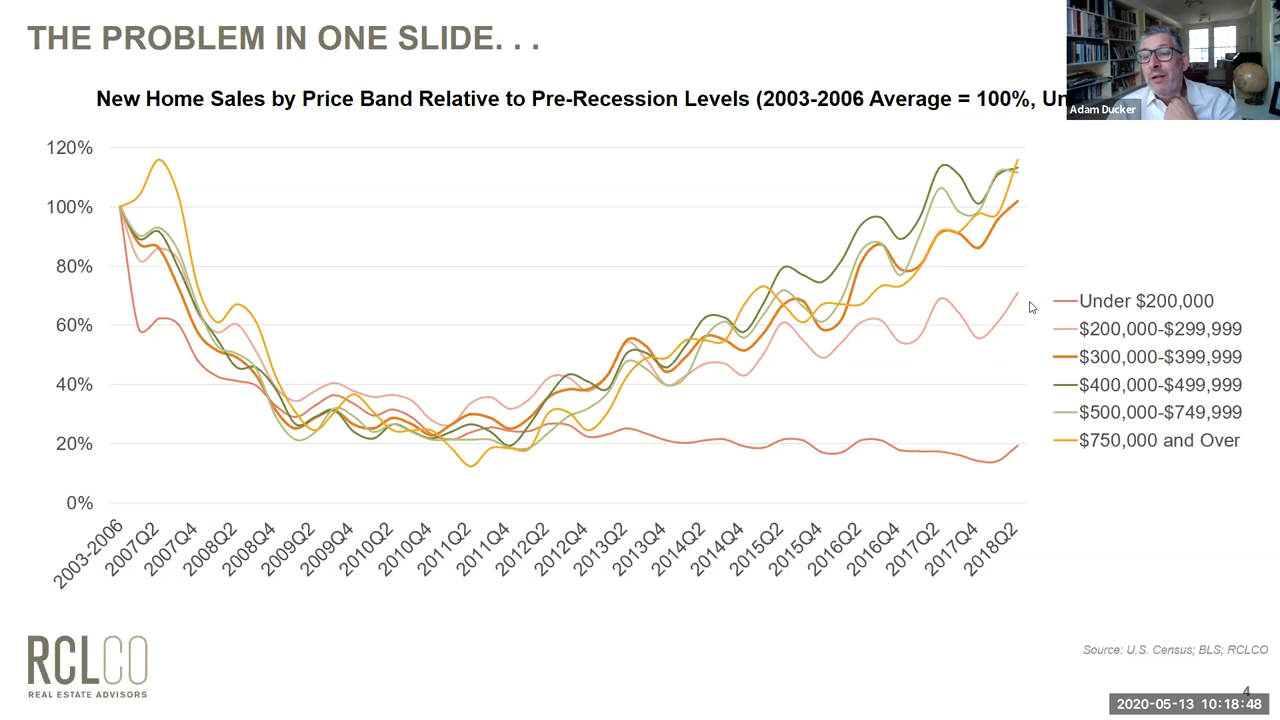 THE PROBLEM IN ONE SLIDE. . .
New Home Sales by Price Band Relative to Pre-Recession Levels (2003-2006 Average = 100%, Un
Adam Ducker
120%
100%
80%
60%
40%
20%
0%
2003-2006
2007Q2
2007Q4
2008Q2
2008Q4
2009Q2
2009Q4
2010Q2
2010Q4
2011Q2
2011Q4
2012Q2
2012Q4
2013Q2
2013Q4
2014Q2
2014Q4
2015Q2
2015Q4
2016Q2
2016Q4
2017Q2
2017Q4
2018Q2
Under $200,000
$200,000-$299,999
$300,000-$399,999
$400,000-$499,999
$500,000-$749,999
$750,000 and Over
RCLCO
REAL ESTATE ADVISORS
Source: U.S. Census; BLS; RCLCO
4
2020-05-13 10:18:48